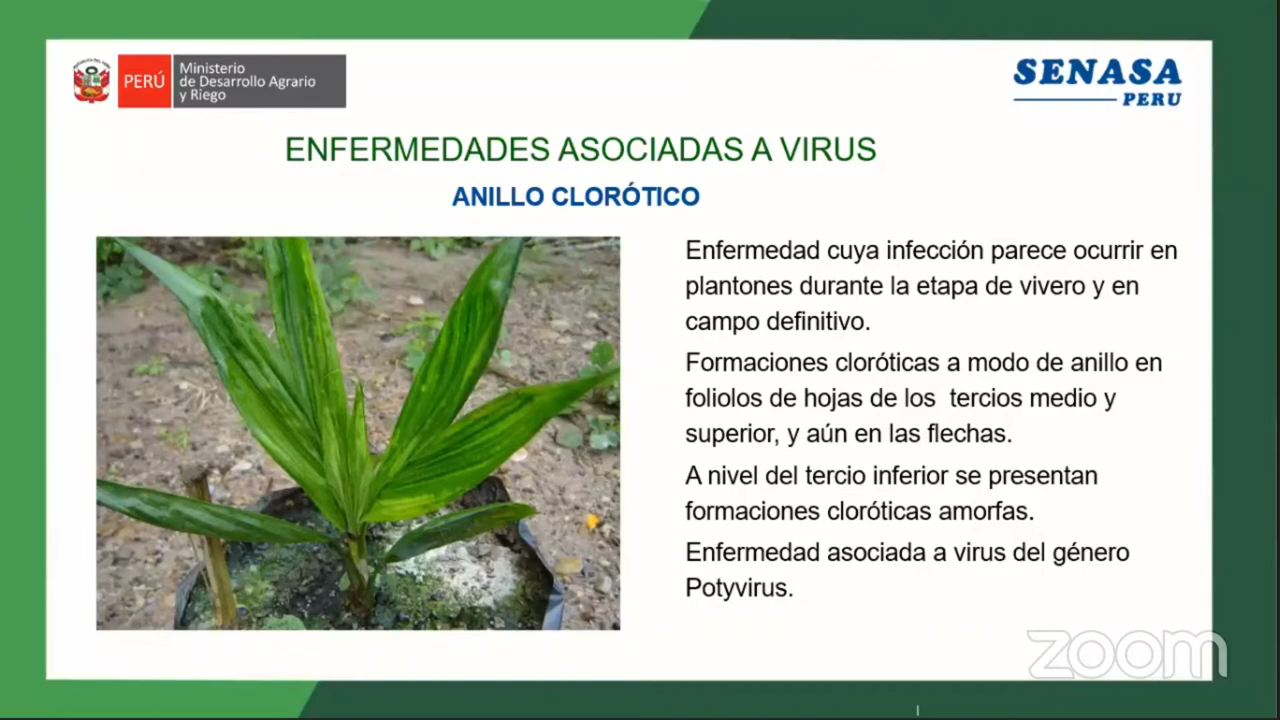 PERÚ
Ministerio
de Desarrollo Agrario
y Riego
SENASA
PERU
ENFERMEDADES ASOCIADAS A VIRUS
ANILLO CLORÓTICO
Enfermedad cuya infección parece ocurrir en
plantones durante la etapa de vivero y en
campo definitivo.
Formaciones cloróticas a modo de anillo en
foliolos de hojas de los tercios medio y
superior, y aún en las flechas.
A nivel del tercio inferior se presentan
formaciones cloróticas amorfas.
Enfermedad asociada a virus del género
Potyvirus.
zoom